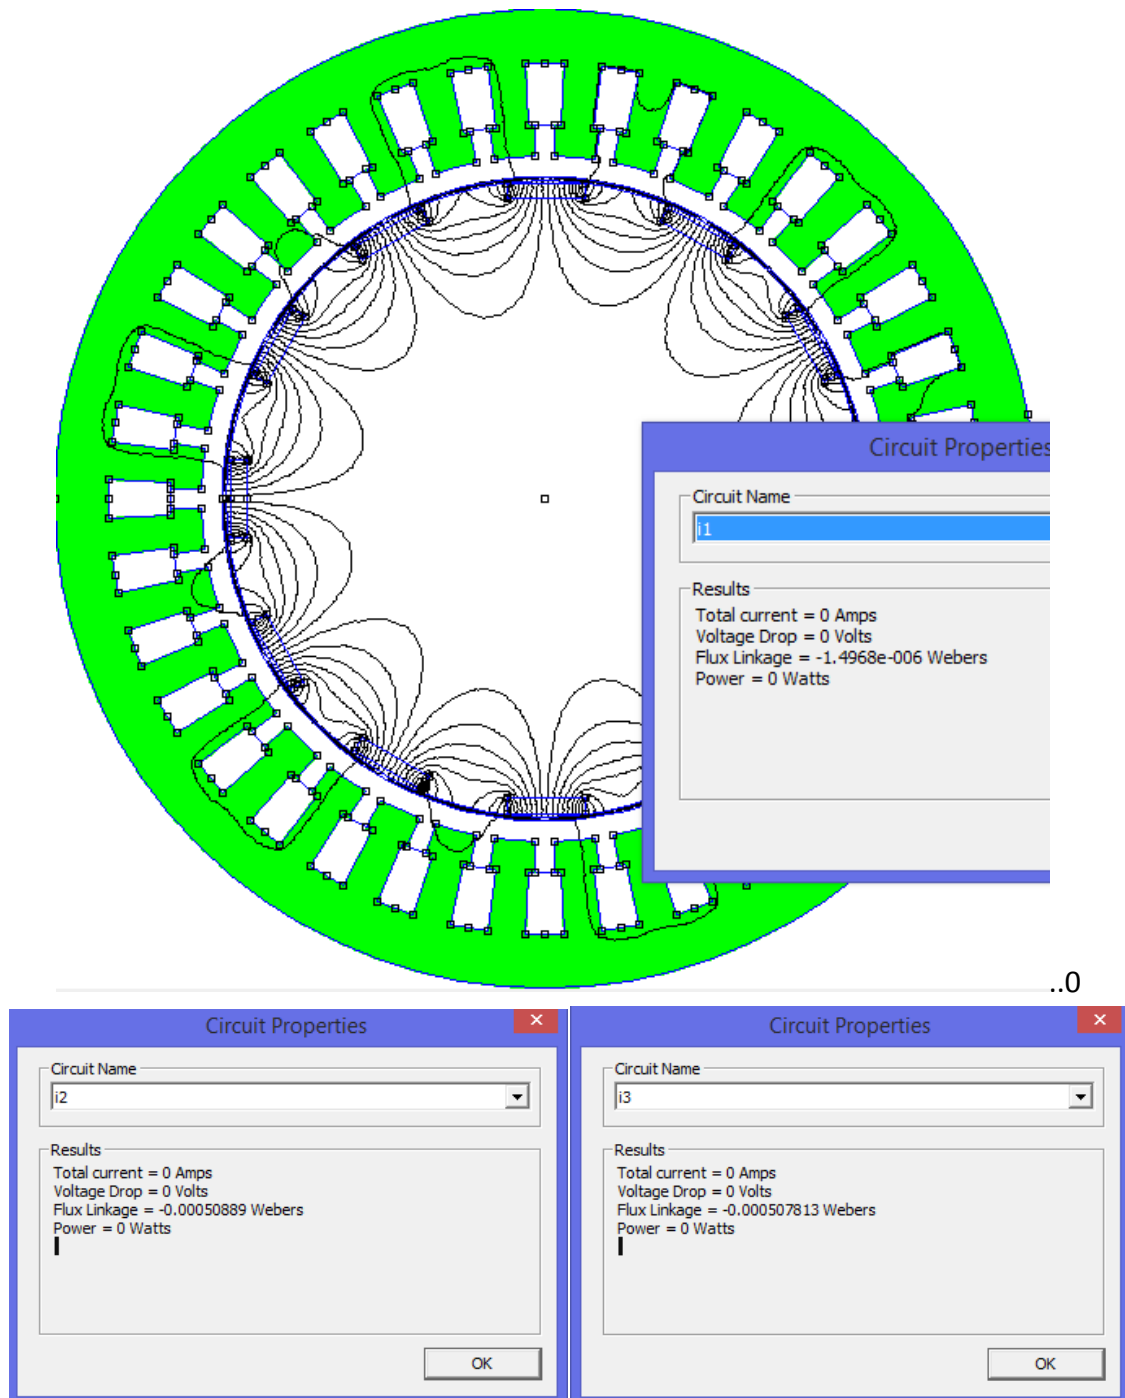 Circuit Properties
Circuit Name
i1
Results
Total current = 0 Amps
Voltage Drop = 0 Volts
Flux Linkage = -1.4968e-006 Webers
Power = 0 Watts
..0
Circuit Properties
Circuit Name
i2
Results
Total current = 0 Amps
Voltage Drop = 0 Volts
Flux Linkage = -0.00050889 Webers
Power = 0 Watts
OK
Circuit Properties
Circuit Name
i3
Results
Total current = 0 Amps
Voltage Drop = 0 Volts
Flux Linkage = -0.000507813 Webers
Power = 0 Watts
OK